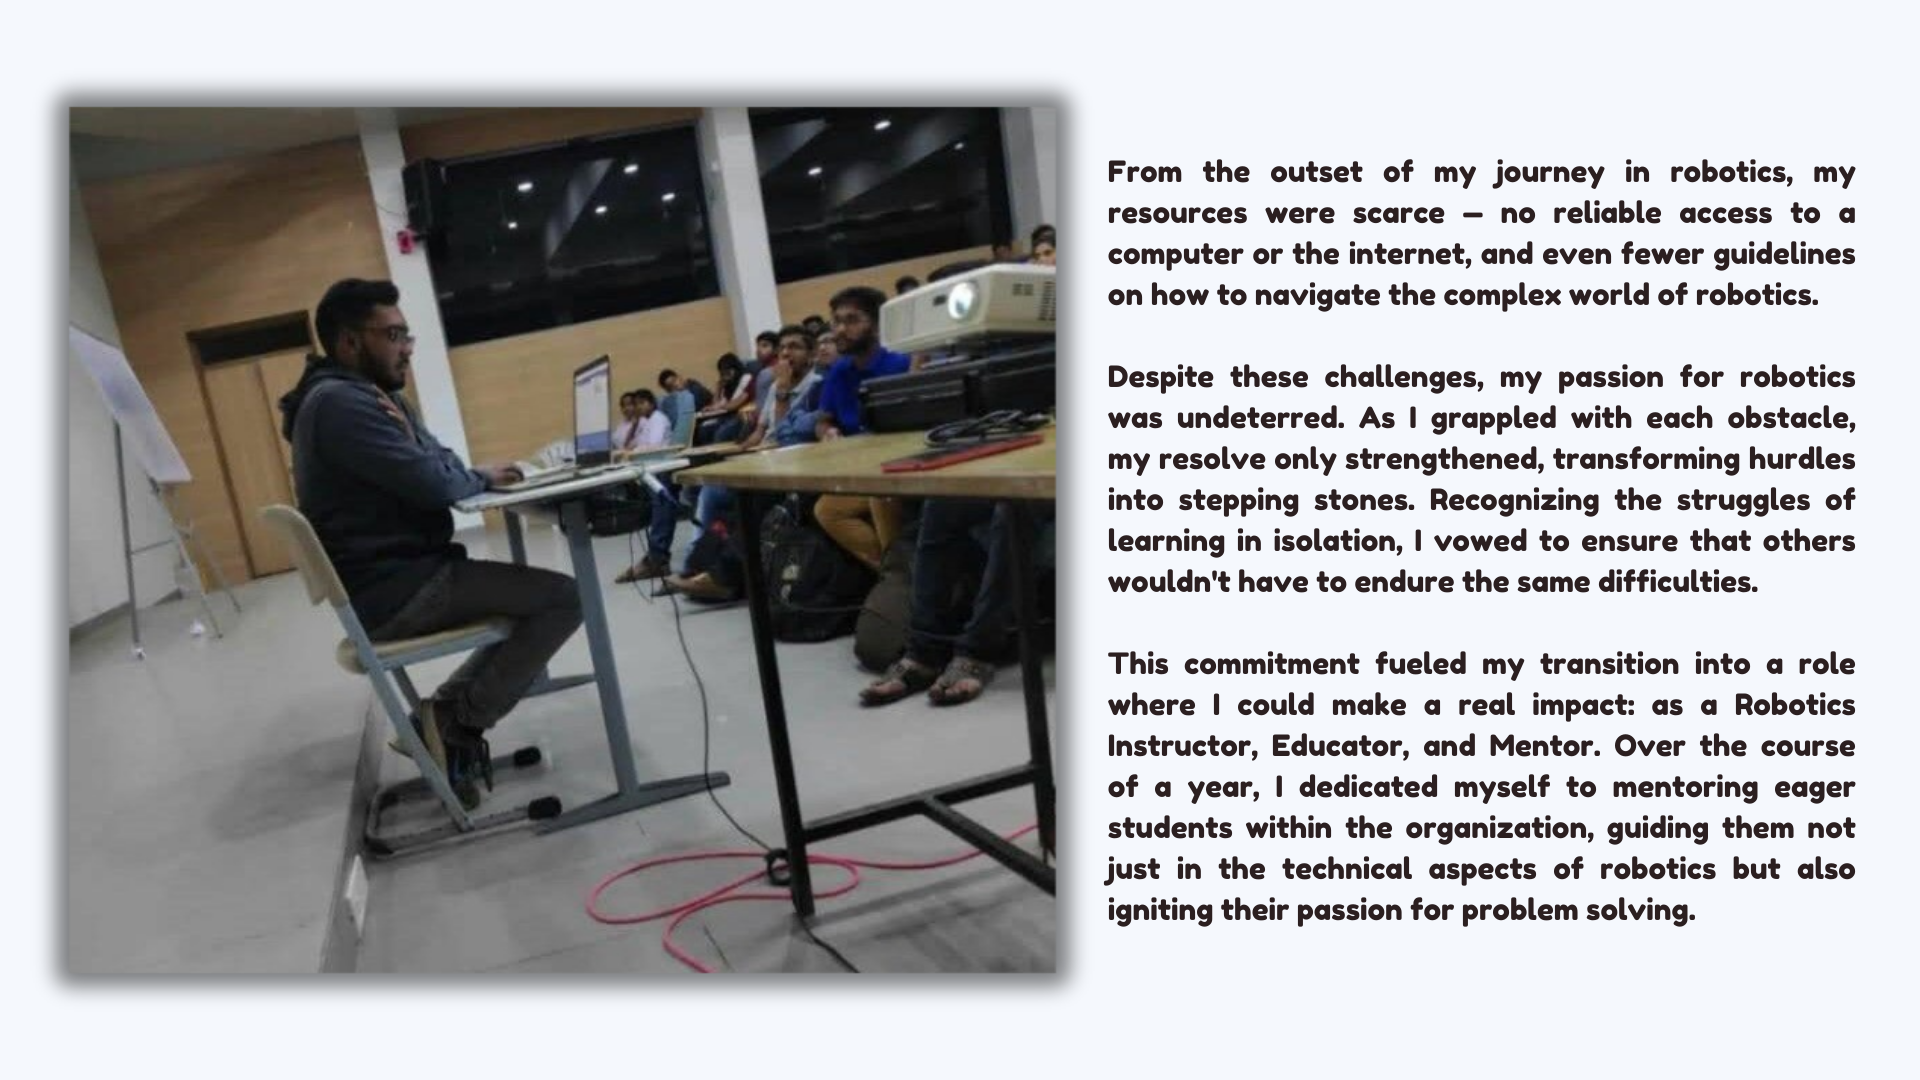 From the outset of my journey in robotics, my
resources were scarce – no reliable access to a
computer or the internet, and even fewer guidelines
on how to navigate the complex world of robotics.
Despite these challenges, my passion for robotics
was undeterred. As I grappled with each obstacle,
my resolve only strengthened, transforming hurdles
into stepping stones. Recognizing the struggles of
learning in isolation, I vowed to ensure that others
wouldn't have to endure the same difficulties.
This commitment fueled my transition into a role
where I could make a real impact: as a Robotics
Instructor, Educator, and Mentor. Over the course
of a year, I dedicated myself to mentoring eager
students within the organization, guiding them not
just in the technical aspects of robotics but also
igniting their passion for problem solving.